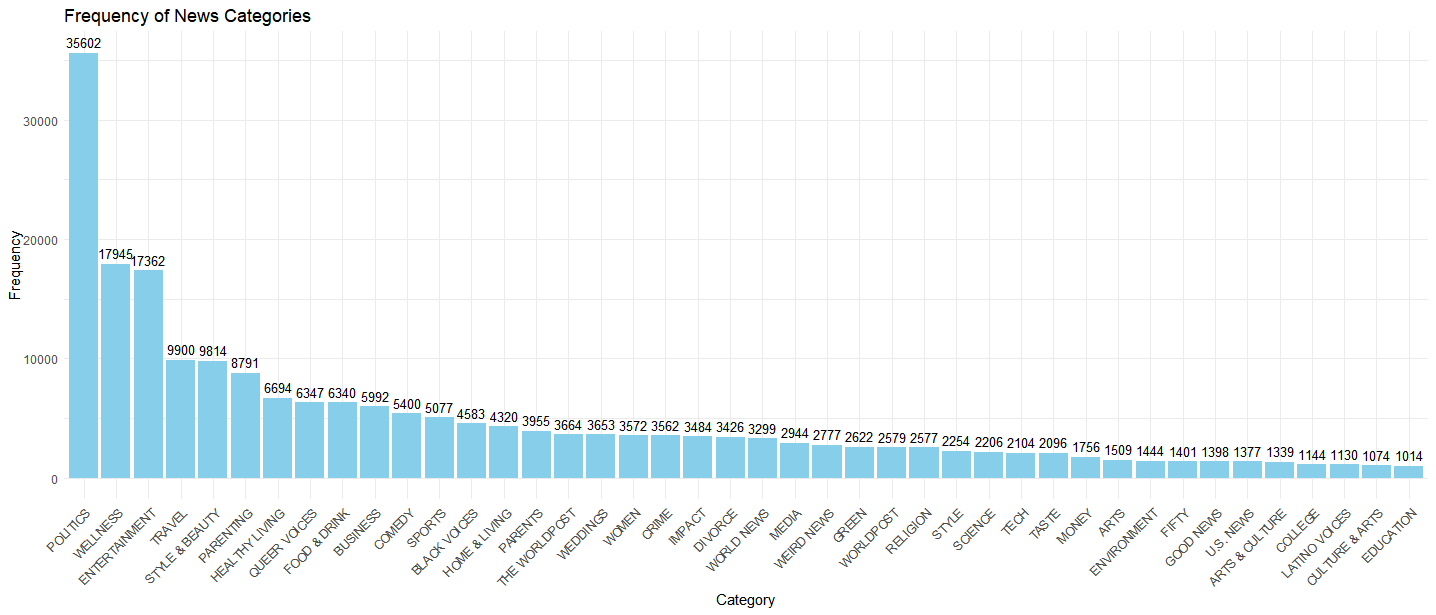 Frequency of News Categories
35602
17945
17362
9900
9814
8791
6694
6347
6340
5992
5400
5077
4583
4320
3955
3664
3653
3572
3562
3484
3426
3299
2944
2777
2622
2579
2577
2254
2206
2104
2096
1756
1509
1444
1401
1398
1377
1339
1144
1130
1074
1014
30000
20000
10000
0
Frequency
POLITICS
WELLNESS
ENTERTAINMENT
TRAVEL
STYLE & BEAUTY
PARENTING
HEALTHY LIVING
QUEER VOICES
FOOD & DRINK
BUSINESS
COMEDY
SPORTS
BLACK VOICES
HOME & LIVING
PARENTS
THE WORLDPOST
WEDDINGS
WOMEN
CRIME
IMPACT
DIVORCE
WORLD NEWS
MEDIA
WEIRD NEWS
GREEN
WORLDPOST
RELIGION
STYLE
SCIENCE
TECH
TASTE
MONEY
ARTS
ENVIRONMENT
FIFTY
GOOD NEWS
U.S. NEWS
ARTS & CULTURE
COLLEGE
LATINO VOICES
CULTURE & ARTS
EDUCATION
Category